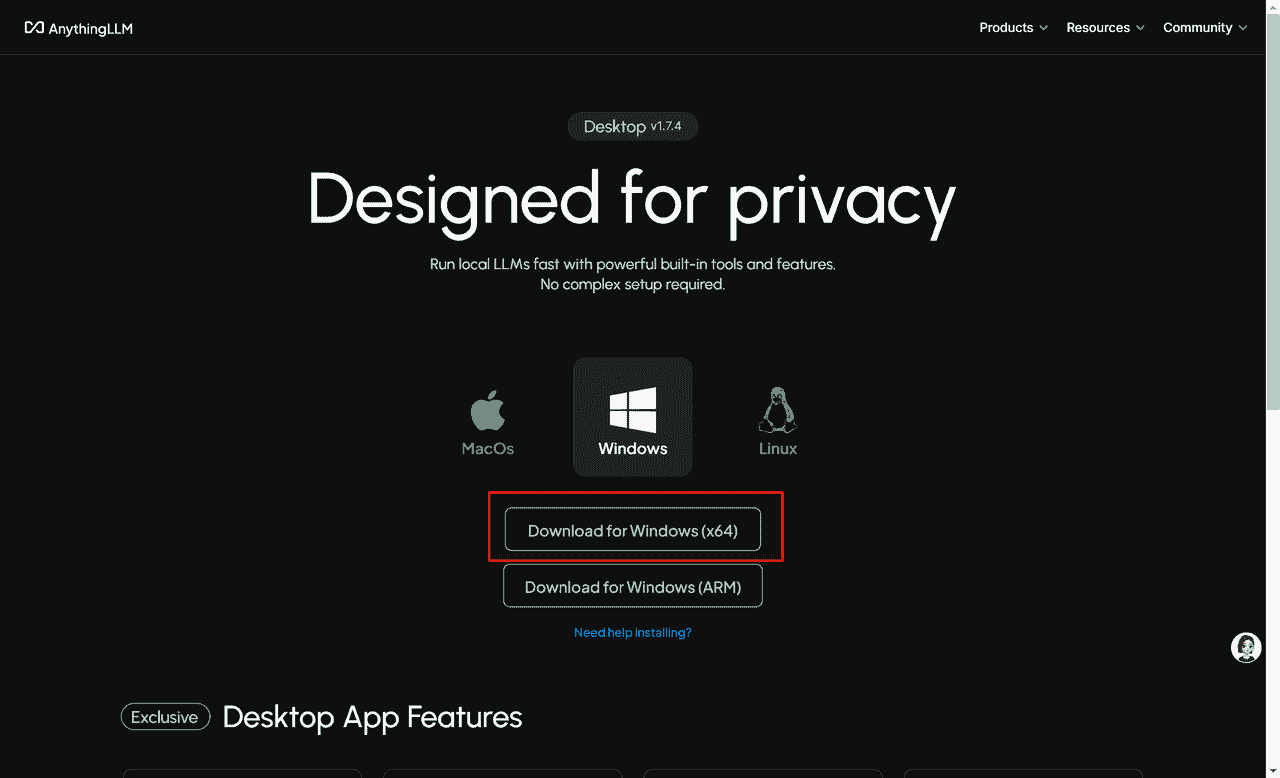 AnythingLLM
Products
Resources
Community
Desktop v1.7.4
Designed for privacy
Run local LLMs fast with powerful built-in tools and features.
No complex setup required.
MacOs
Windows
Linux
Download for Windows (x64)
Download for Windows (ARM)
Need help installing?
Exclusive
Desktop App Features